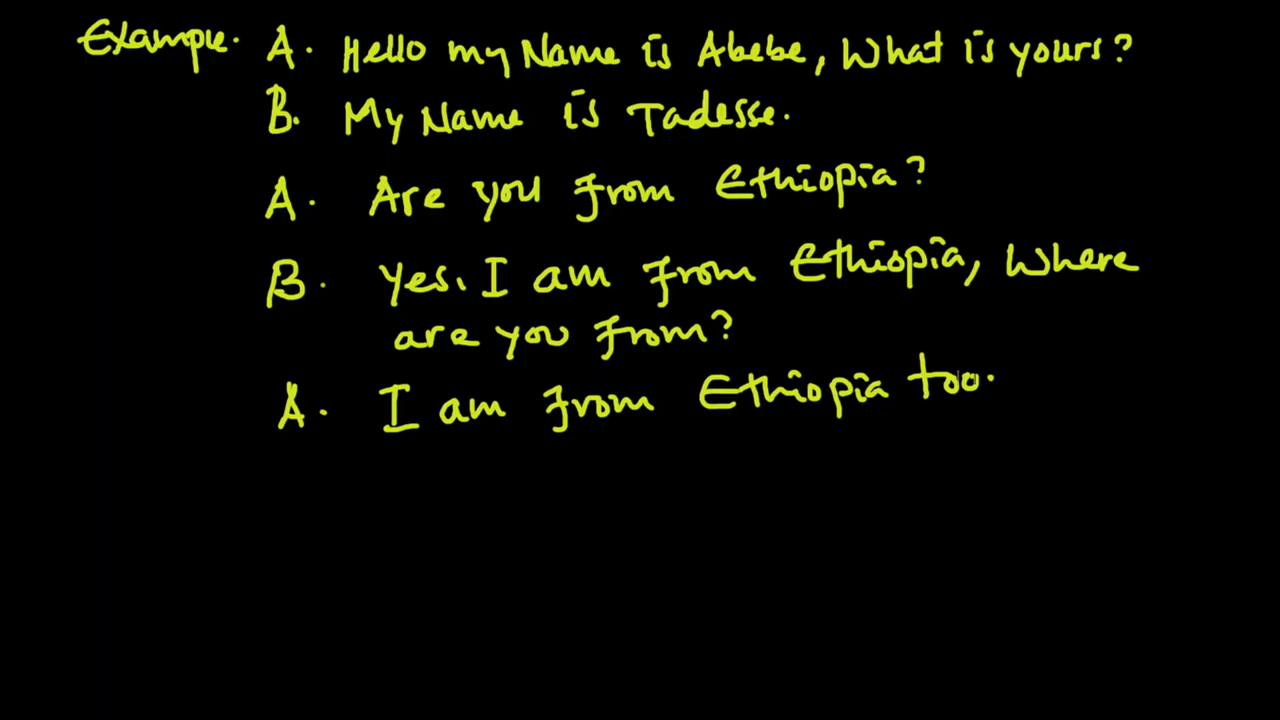 Example. A. Hello my Name is Abebe, What is yours?
B. My Name is Tadesse.
A. Are you from Ethiopia?
B. Yes. I am from Ethiopia, Where
are you from?
A. I am from Ethiopia too.